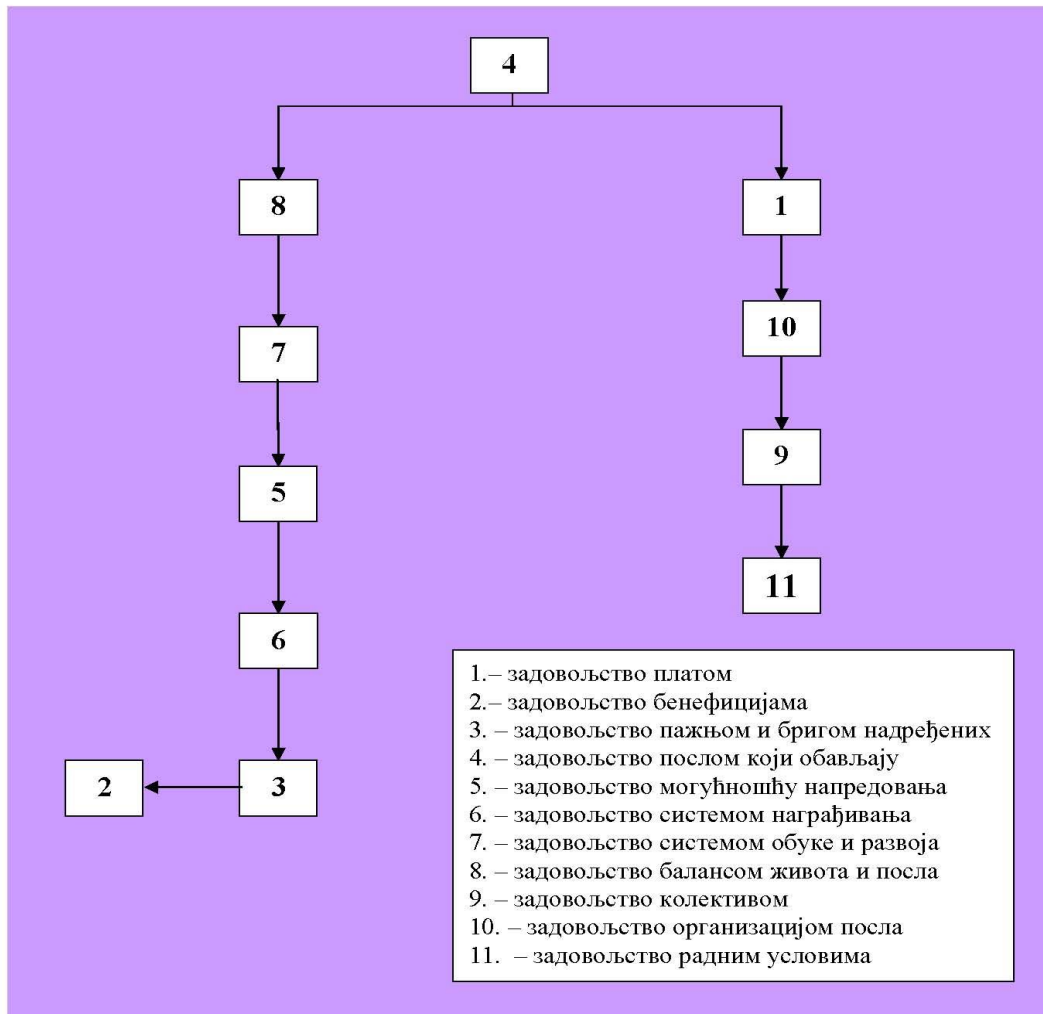 4
8
1
10
7
9
5
11
6
3
2
1.– задовољство платом
2.– задовољство бенефицијама
3. – задовољство пажњом и бригом надређених
4. – задовољство послом који обављају
5. – задовољство могућношћу напредовања
6. – задовољство системом награђивања
7. – задовољство системом обуке и развоја
8. – задовољство балансом живота и посла
9. – задовољство колективом
10. – задовољство организацијом посла
11. – задовољство радним условима